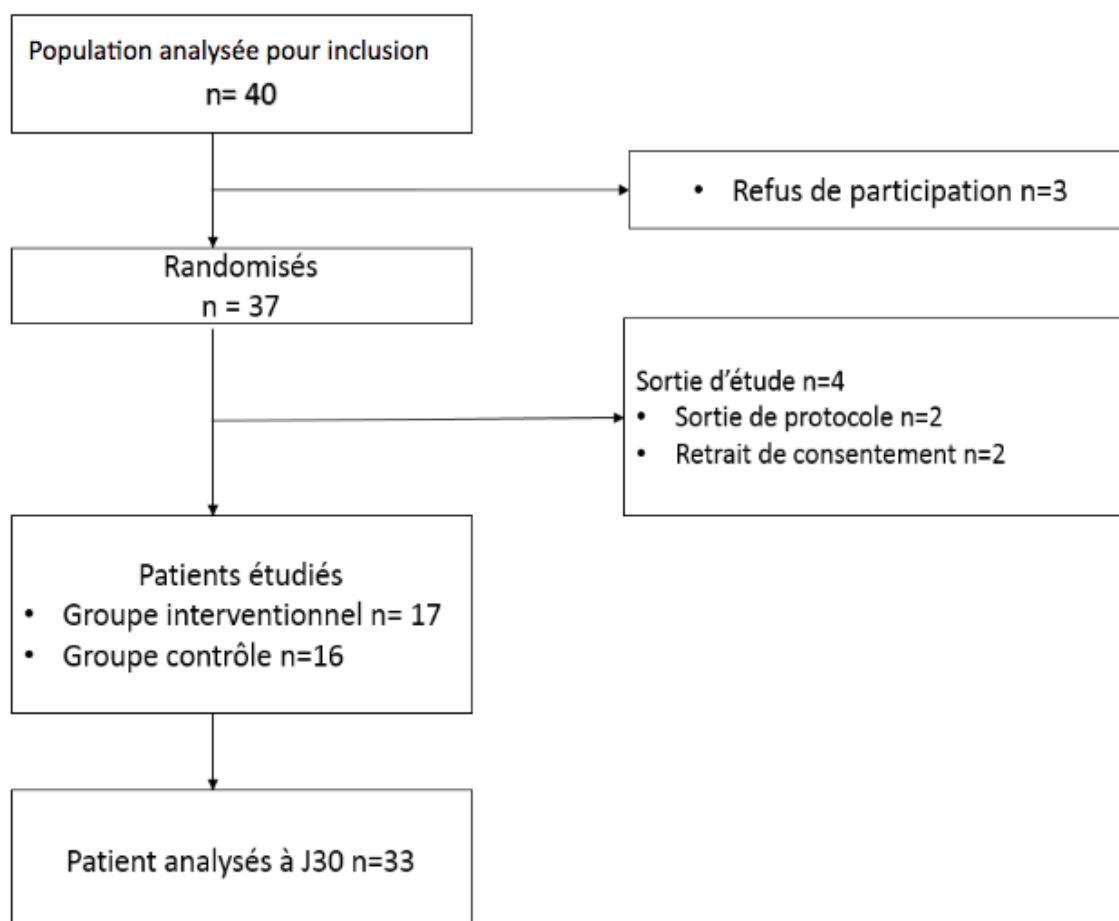 Population analysée pour inclusion
n= 40
• Refus de participation n=3
Randomisés
n = 37
Sortie d'étude n=4
• Sortie de protocole n=2
• Retrait de consentement n=2
Patients étudiés
• Groupe interventionnel n= 17
• Groupe contrôle n=16
Patient analysés à J30 n=33